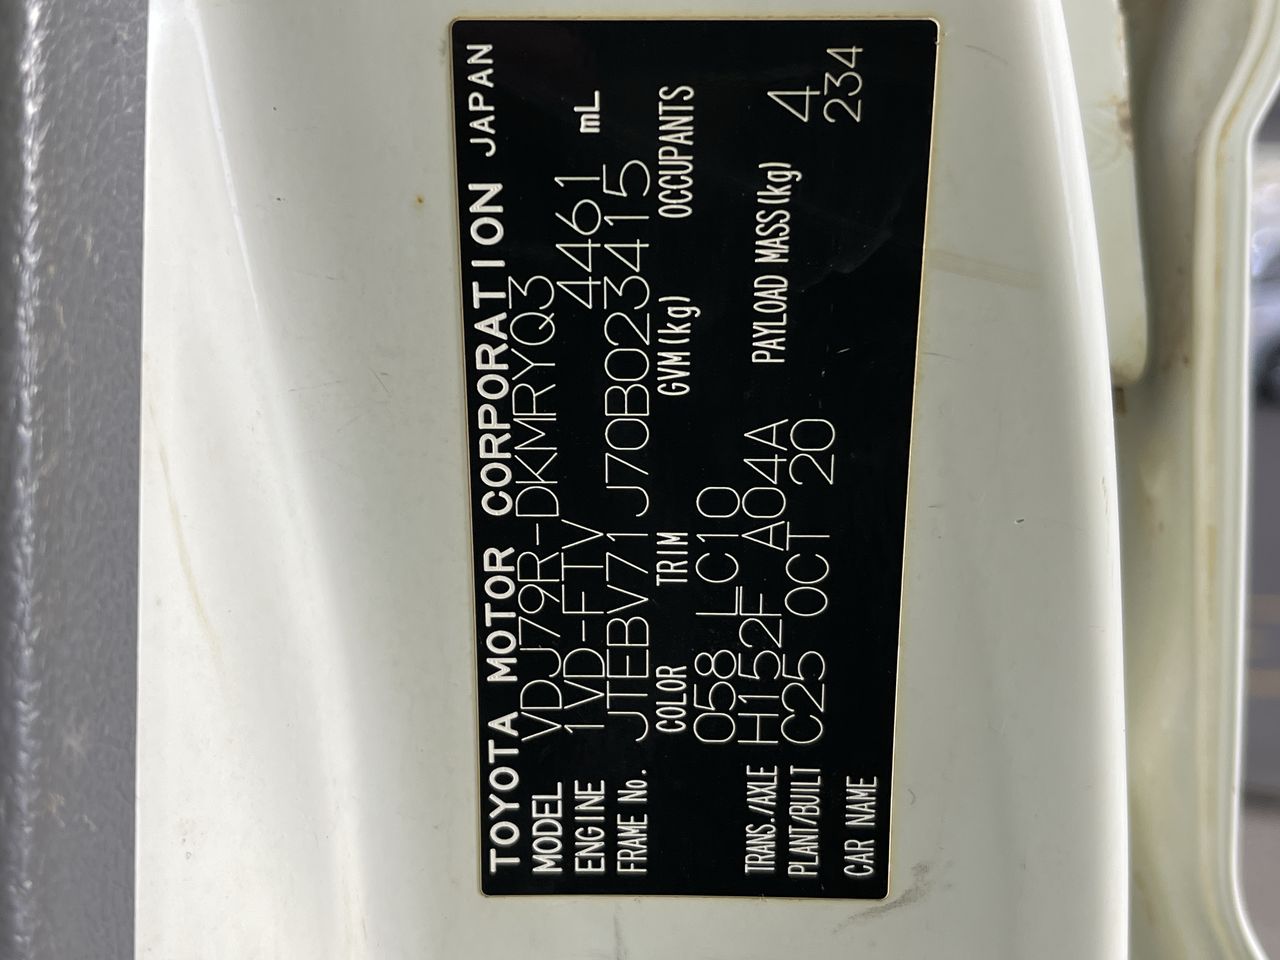 TOYOTA MOTOR CORPORATION JAPAN
MODEL VDJ79R-DKMRYQ3
ENGINE 1VD-FTV 4461 mL
FRAME No. JTEBV71J70B023415
COLOR TRIM GVM(kg) OCCUPANTS
058 LC10
TRANS./AXLE H152F A04A PAYLOAD MASS(kg) 4
PLANT/BUILT C25 OCT 20 234
CAR NAME